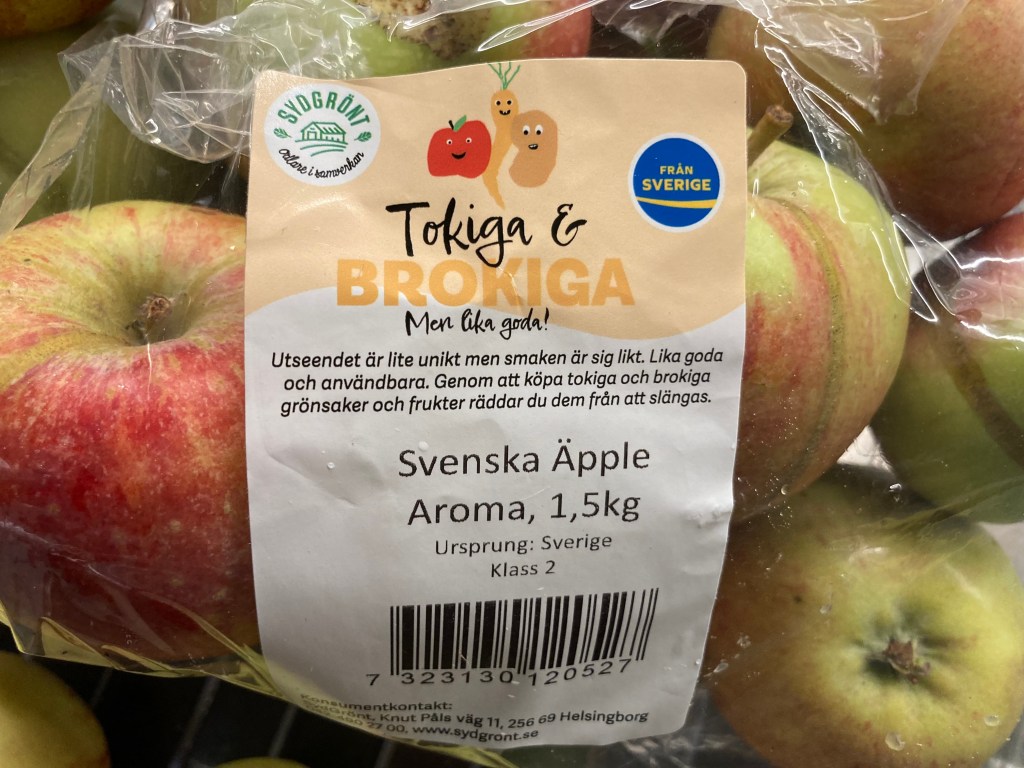 SYDGRÖNT
odlare i samverkan
FRÅN
SVERIGE
Tokiga &
BROKIGA
Men lika goda!
Utseendet är lite unikt men smaken är sig likt. Lika goda
och användbara. Genom att köpa tokiga och brokiga
grönsaker och frukter räddar du dem från att slängas.
Svenska Äpple
Aroma, 1,5kg
Ursprung: Sverige
Klass 2
7 323130 120527
Konsumentkontakt:
SydGrönt, Knut Påls väg 11, 256 69 Helsingborg
27 00, www.sydgront.se